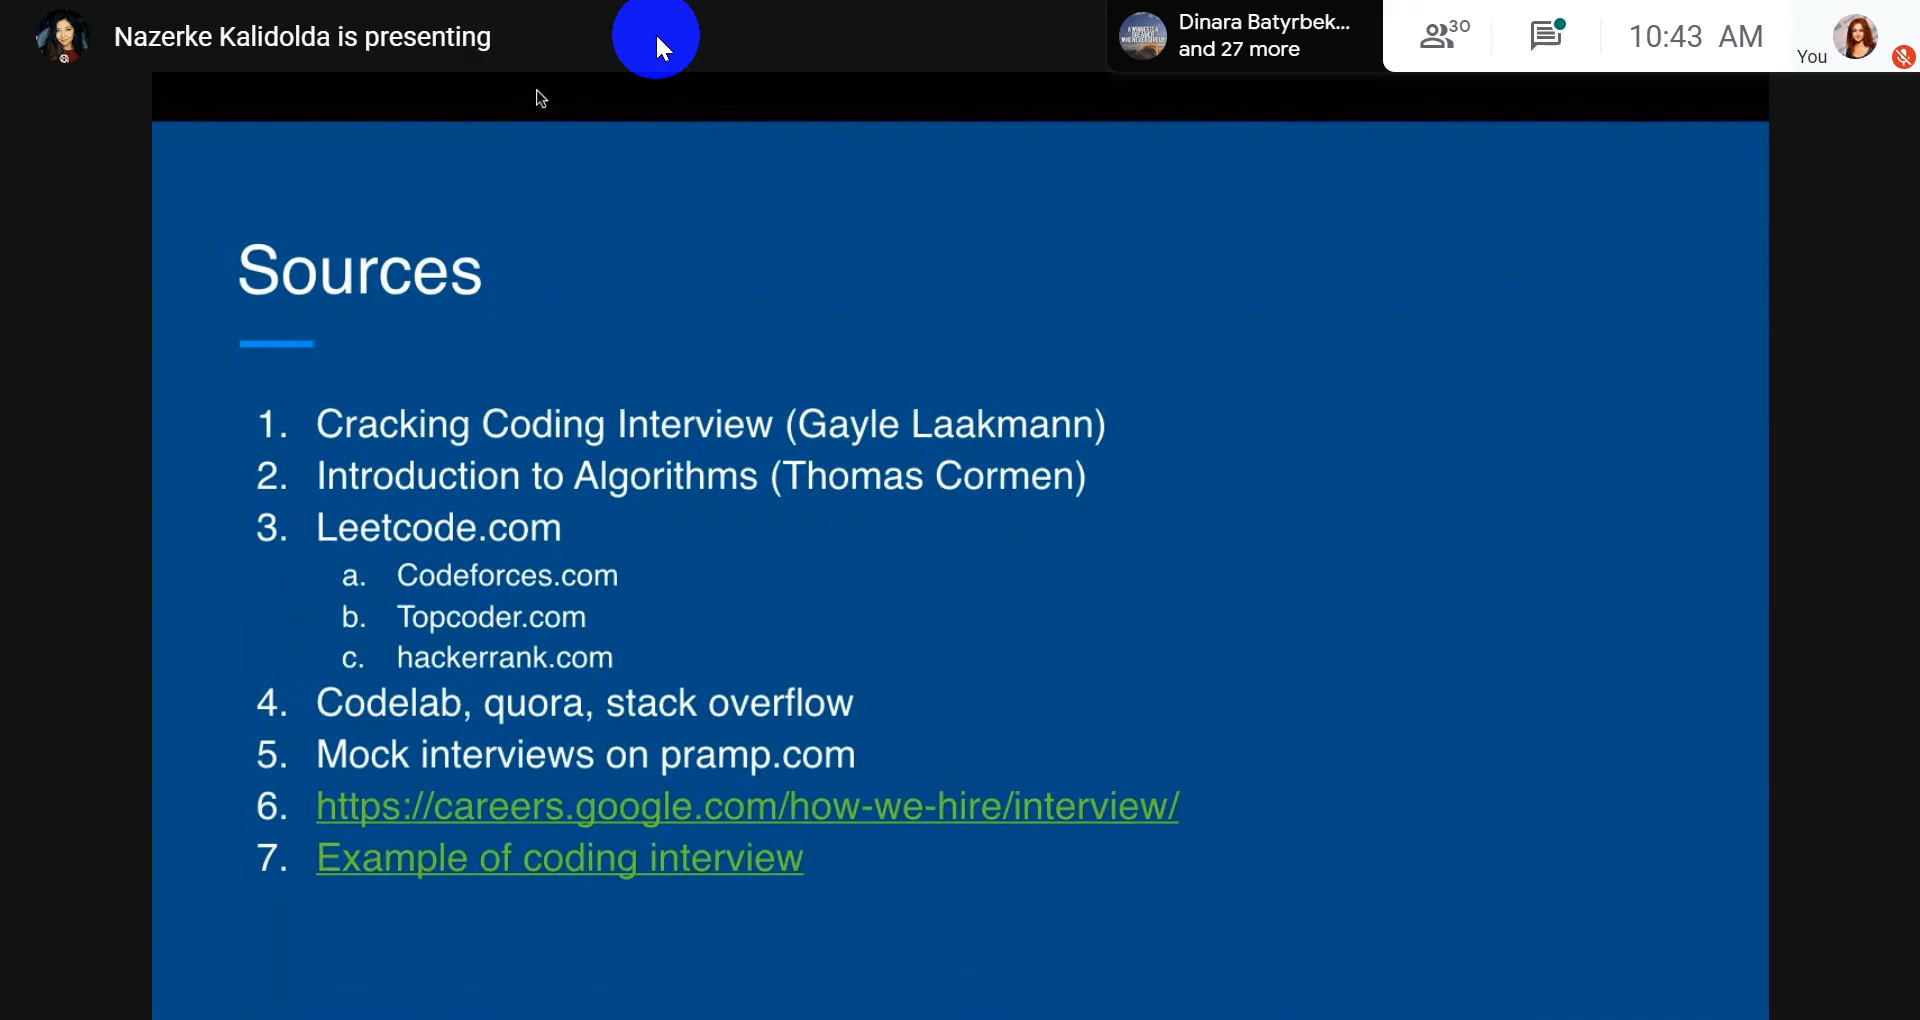 Nazerke Kalidolda is presenting
Dinara Batyrbek...
and 27 more
30
10:43 AM
You
Sources
1. Cracking Coding Interview (Gayle Laakmann)
2. Introduction to Algorithms (Thomas Cormen)
3. Leetcode.com
a. Codeforces.com
b. Topcoder.com
c. hackerrank.com
4. Codelab, quora, stack overflow
5. Mock interviews on pramp.com
6. https://careers.google.com/how-we-hire/interview/
7. Example of coding interview